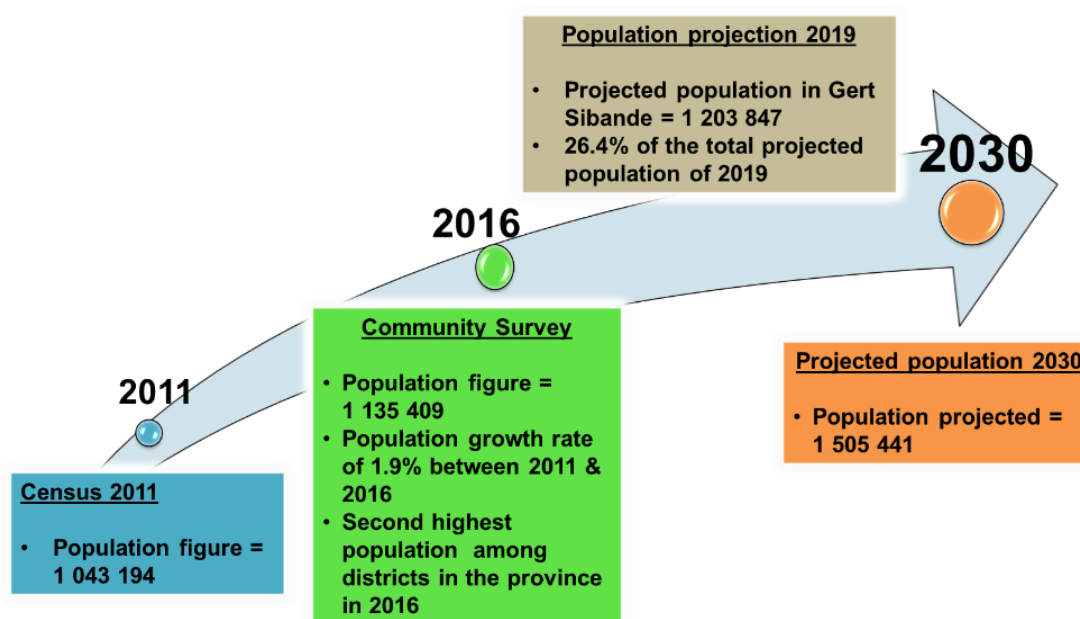 Population projection 2019
• Projected population in Gert
Sibande = 1 203 847
• 26.4% of the total projected
population of 2019
2030
2016
Community Survey
• Population figure =
1 135 409
• Population growth rate
of 1.9% between 2011 &
2016
• Second highest
population among
districts in the province
in 2016
Projected population 2030
• Population projected =
1 505 441
2011
Census 2011
• Population figure =
1 043 194